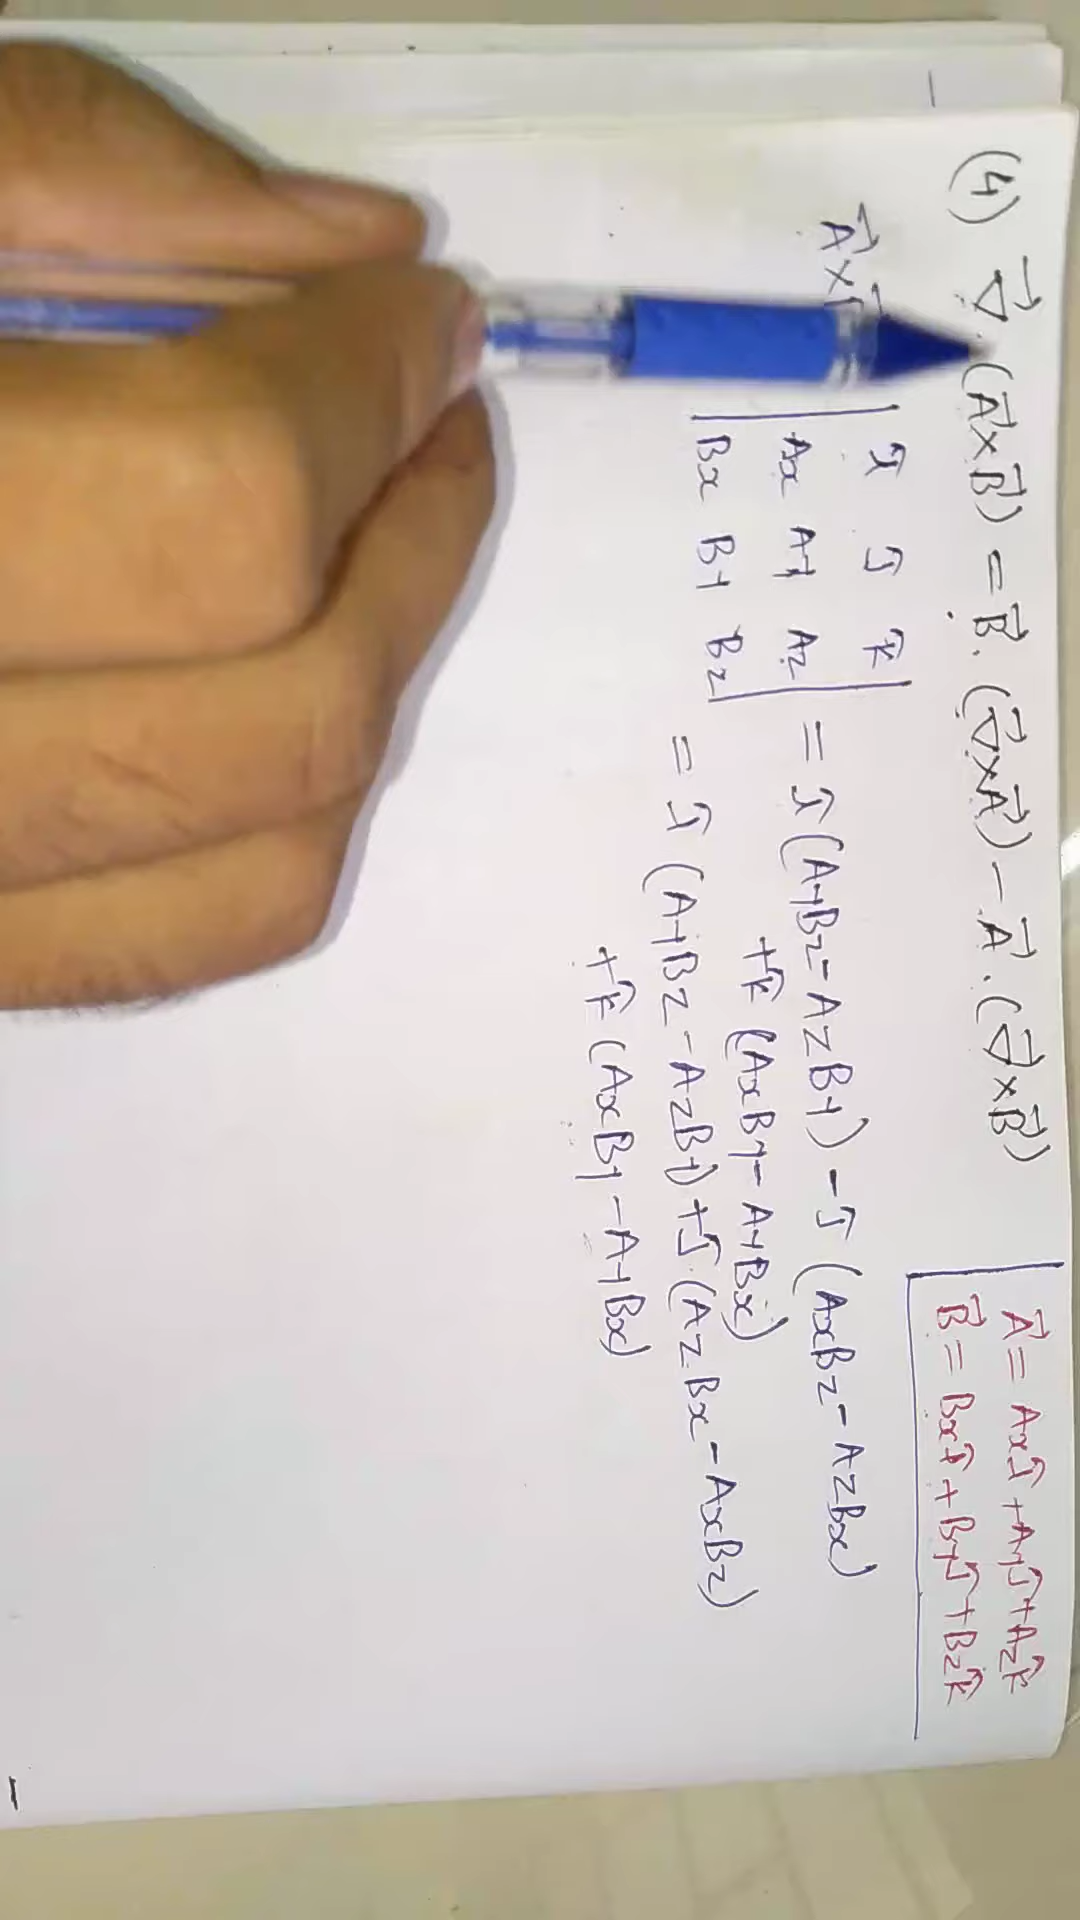 (4) ∇⃗.(A⃗×B⃗) = B⃗.(∇⃗×A⃗) − A⃗.(∇⃗×B⃗)
A⃗ = Axî + Ayĵ + Azk̂
B⃗ = Bxî + Byĵ + Bzk̂
A⃗×
| î ĵ k̂ |
| Ax Ay Az |
| Bx By Bz |
= î(AyBz − AzBy) − ĵ(AxBz − AzBx)
+ k̂(AxBy − AyBx)
= î(AyBz − AzBy) + ĵ(AzBx − AxBz)
+ k̂(AxBy − AyBx)